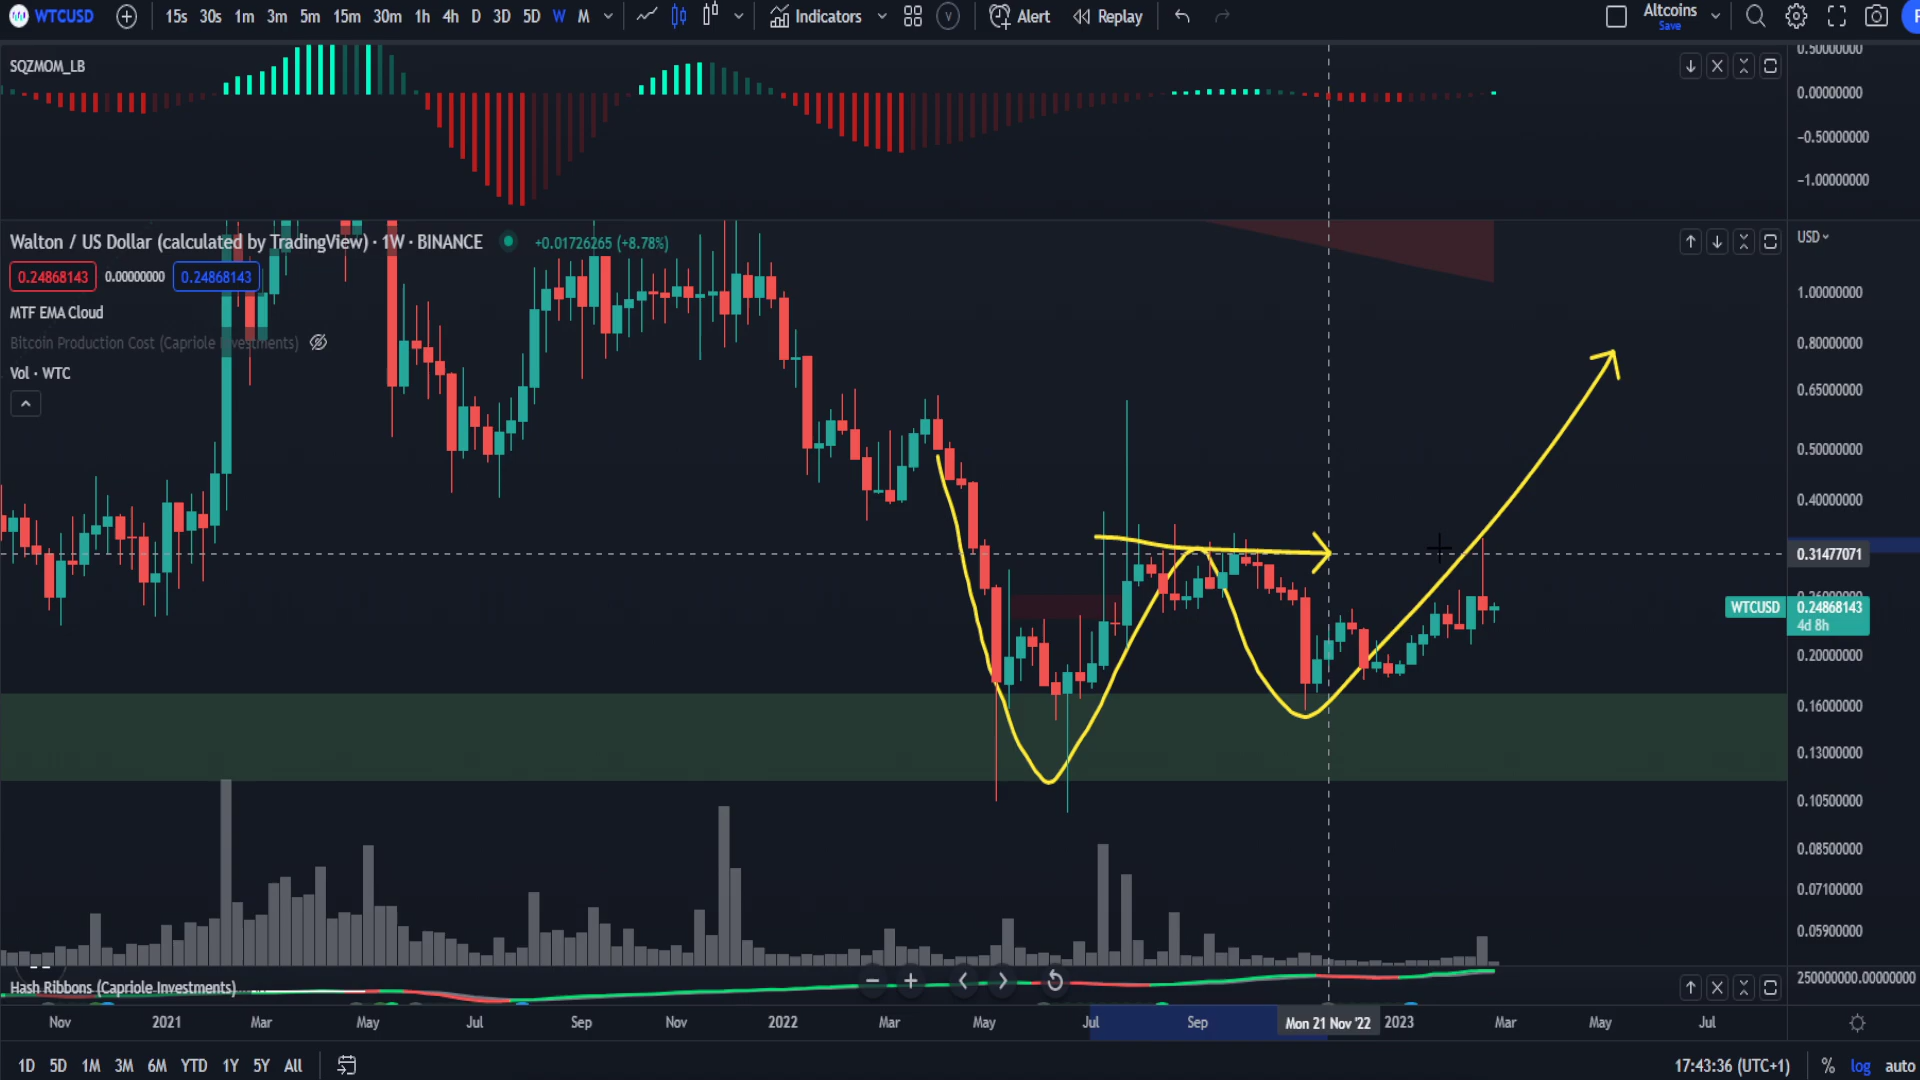 WTCUSD 15s 30s 1m 3m 5m 15m 30m 1h 4h D 3D 5D W M Indicators V Alert Replay Altcoins
Save
SQZMOM_LB
0.50000000
0.00000000
−0.50000000
−1.00000000
Walton / US Dollar (calculated by TradingView) · 1W · BINANCE +0.01726265 (+8.78%)
USD
0.24868143 0.00000000 0.24868143
MTF EMA Cloud
Bitcoin Production Cost (Capriole Investments)
Vol · WTC
1.00000000
0.80000000
0.65000000
0.50000000
0.40000000
0.31477071
WTCUSD 0.24868143
4d 8h
0.20000000
0.16000000
0.13000000
0.10500000
0.08500000
0.07100000
0.05900000
Hash Ribbons (Capriole Investments)
250000000.00000000
Nov 2021 Mar May Jul Sep Nov 2022 Mar May Jul Sep Mon 21 Nov '22 2023 Mar May Jul
1D 5D 1M 3M 6M YTD 1Y 5Y All 17:43:36 (UTC+1) % log auto